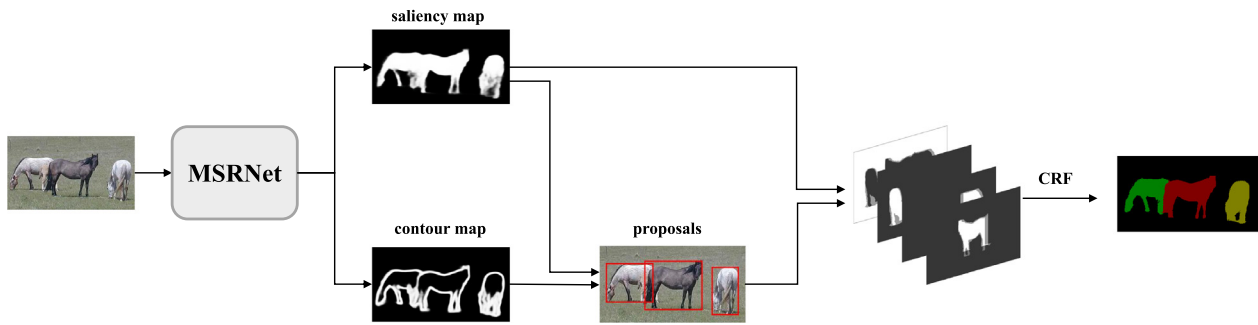 saliency map
MSRNet
contour map
proposals
CRF